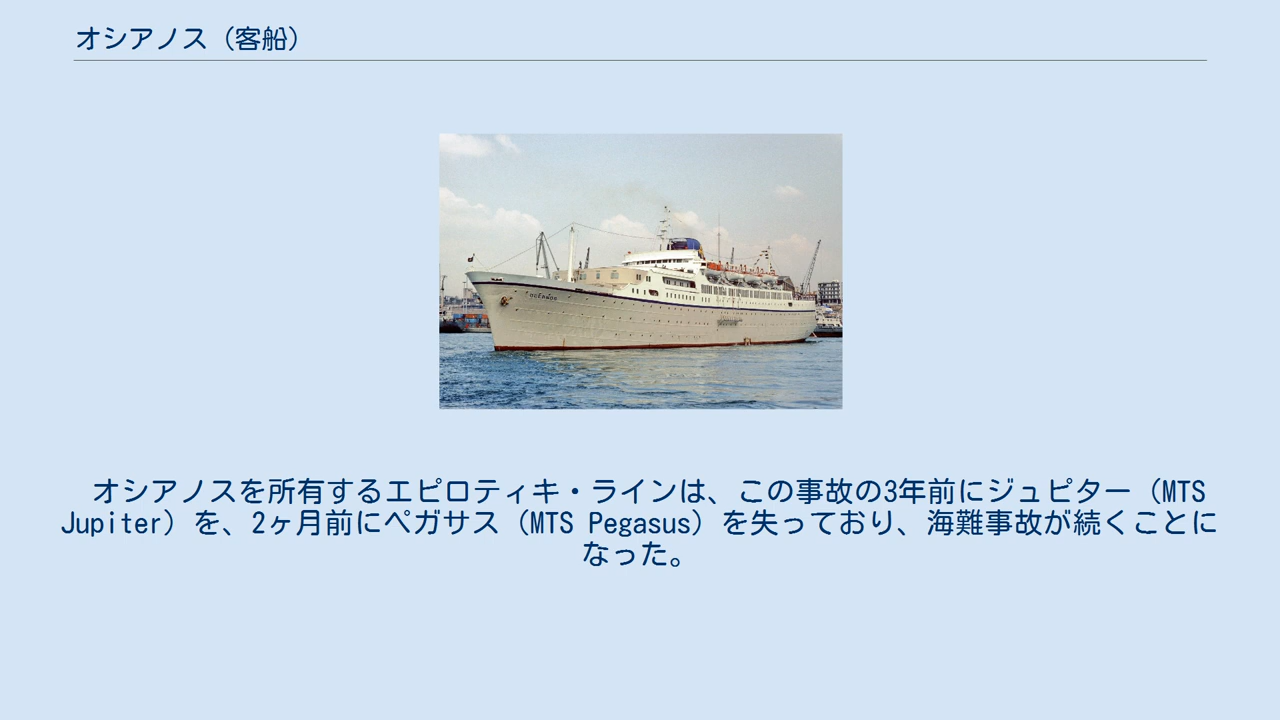 オシアノス（客船）
OCEANOS
オシアノスを所有するエピロティキ・ラインは、この事故の3年前にジュピター（MTS
Jupiter）を、2ヶ月前にペガサス（MTS Pegasus）を失っており、海難事故が続くことに
なった。